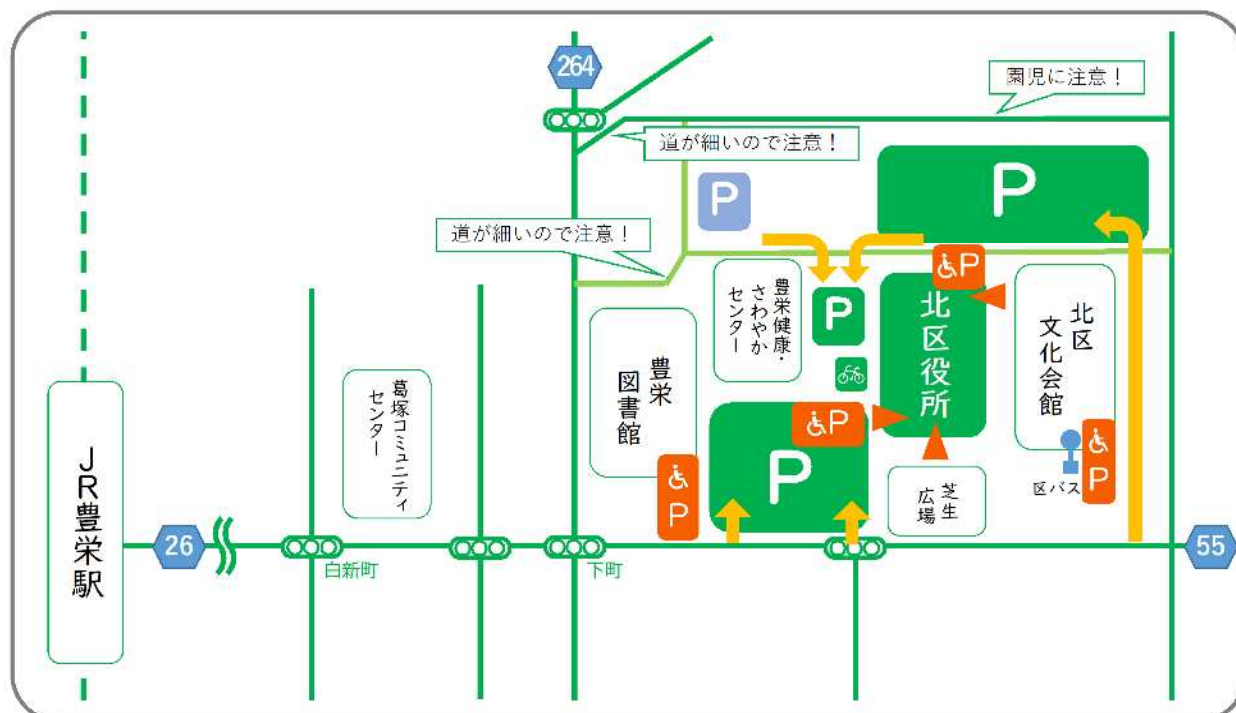 264
園児に注意！
道が細いので注意！
P
P
道が細いので注意！
豊栄健康・
さわやか
センター
P
P
北区役所
北区
文化会館
豊栄
図書館
葛塚コミュニティ
センター
P
P
P
P
区バス
芝生
広場
JR豊栄駅
26
白新町
下町
55